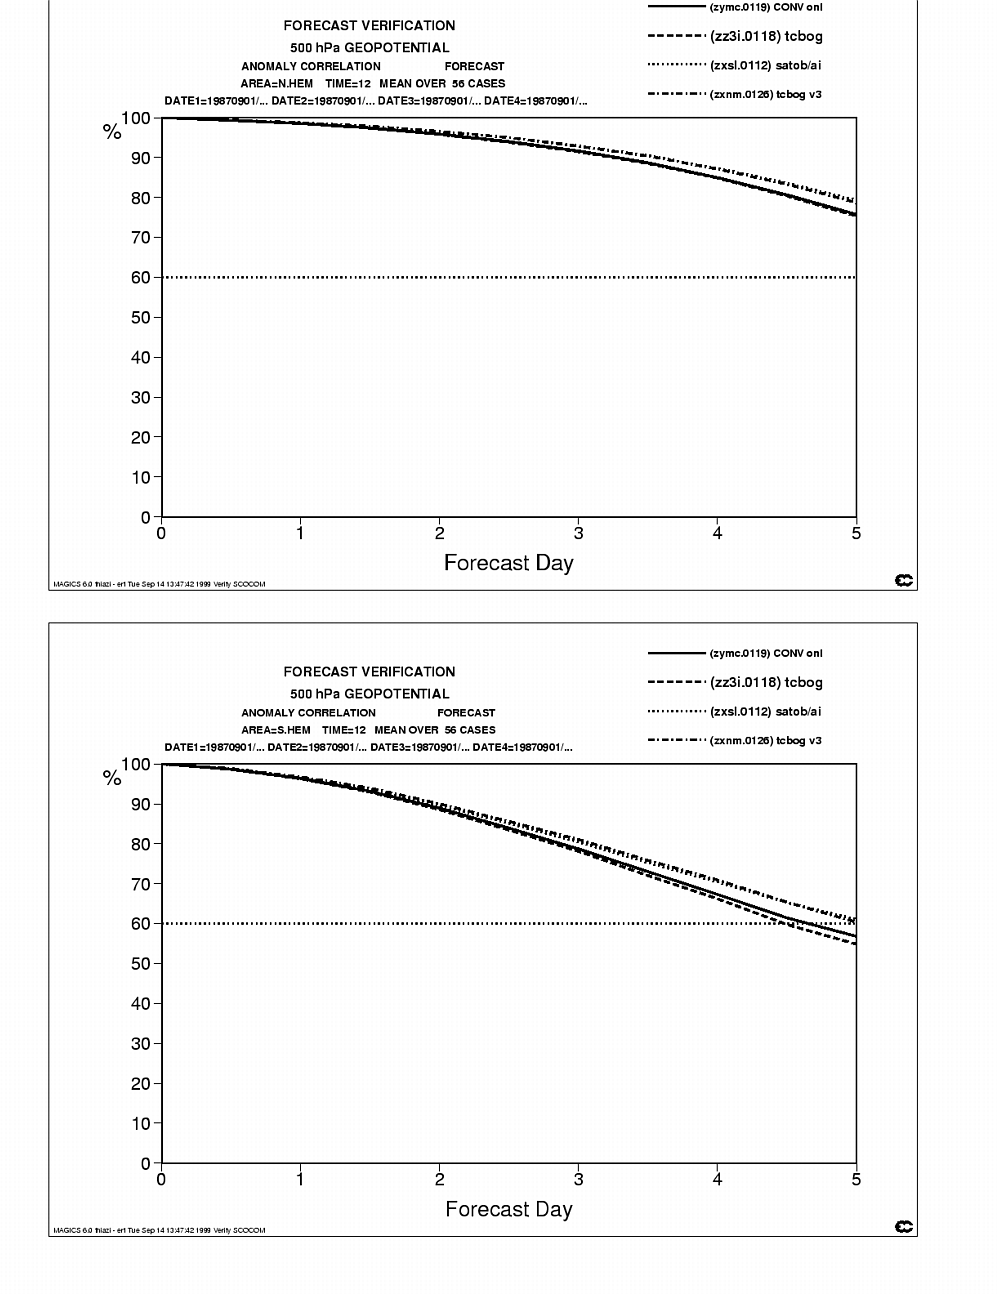 (zymc.0119) CONV onl
FORECAST VERIFICATION
(zz3i.0118) tcbog
500 hPa GEOPOTENTIAL
ANOMALY CORRELATION FORECAST
(zxsl.0112) satob/ai
AREA=N.HEM TIME=12 MEAN OVER 56 CASES
(zxnm.0126) tcbog v3
DATE1=19870901/... DATE2=19870901/... DATE3=19870901/... DATE4=19870901/...
%
100
90
80
70
60
50
40
30
20
10
0
0 1 2 3 4 5
Forecast Day
MAGICS 6.0 thiazi - ert Tue Sep 14 13:47:42 1999 Verify SCOCOM
(zymc.0119) CONV onl
FORECAST VERIFICATION
(zz3i.0118) tcbog
500 hPa GEOPOTENTIAL
ANOMALY CORRELATION FORECAST
(zxsl.0112) satob/ai
AREA=S.HEM TIME=12 MEAN OVER 56 CASES
(zxnm.0126) tcbog v3
DATE1=19870901/... DATE2=19870901/... DATE3=19870901/... DATE4=19870901/...
%
100
90
80
70
60
50
40
30
20
10
0
0 1 2 3 4 5
Forecast Day
MAGICS 6.0 thiazi - ert Tue Sep 14 13:47:42 1999 Verify SCOCOM